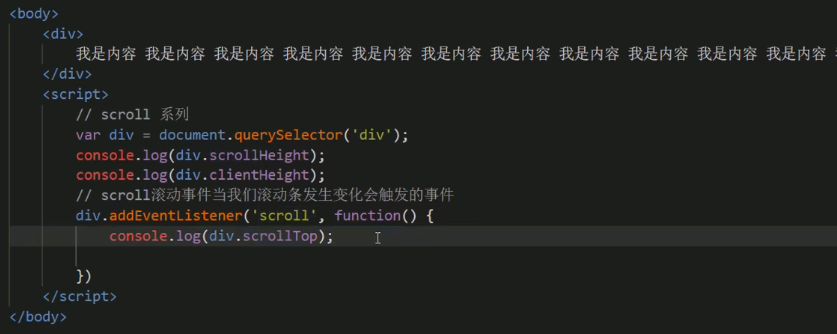 <body>
<div>
我是内容 我是内容 我是内容 我是内容 我是内容 我是内容 我是内容 我是内容 我是内容 我是内容 我是内容
</div>
<script>
// scroll 系列
var div = document.querySelector('div');
console.log(div.scrollHeight);
console.log(div.clientHeight);
// scroll滚动事件当我们滚动条发生变化会触发的事件
div.addEventListener('scroll', function() {
console.log(div.scrollTop);
})
</script>
</body>